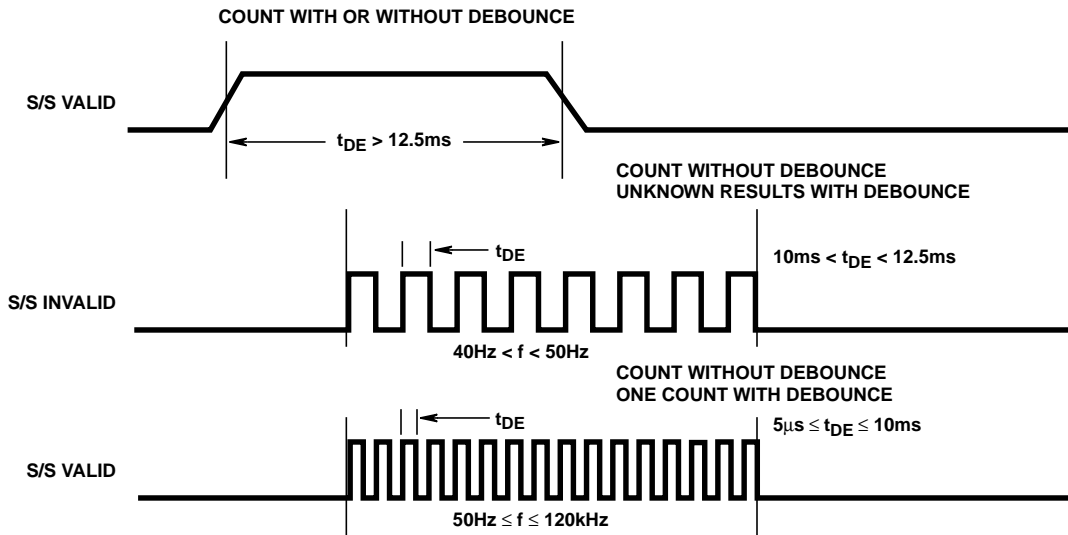 COUNT WITH OR WITHOUT DEBOUNCE
S/S VALID
tDE > 12.5ms
COUNT WITHOUT DEBOUNCE
UNKNOWN RESULTS WITH DEBOUNCE
tDE
10ms < tDE < 12.5ms
S/S INVALID
40Hz < f < 50Hz
COUNT WITHOUT DEBOUNCE
ONE COUNT WITH DEBOUNCE
tDE
5µs ≤ tDE ≤ 10ms
S/S VALID
50Hz ≤ f ≤ 120kHz